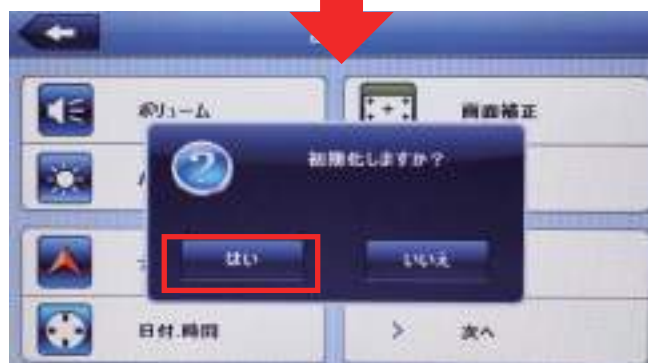 ボリューム
画面補正
初期化しますか？
はい
いいえ
日付.時間
次へ